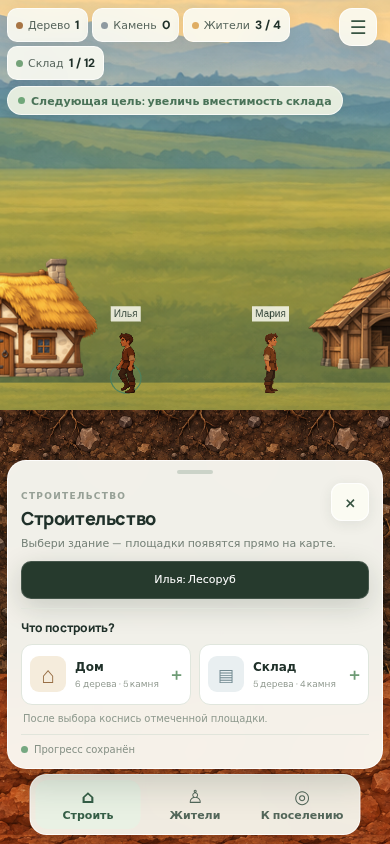 Дерево 1
Камень 0
Жители 3 / 4
Склад 1 / 12
Следующая цель: увеличь вместимость склада
Илья
Мария
СТРОИТЕЛЬСТВО
Строительство
Выбери здание — площадки появятся прямо на карте.
Илья: Лесоруб
Что построить?
Дом
6 дерева · 5 камня
+
Склад
5 дерева · 4 камня
+
После выбора коснись отмеченной площадки.
Прогресс сохранён
Строить
Жители
К поселению